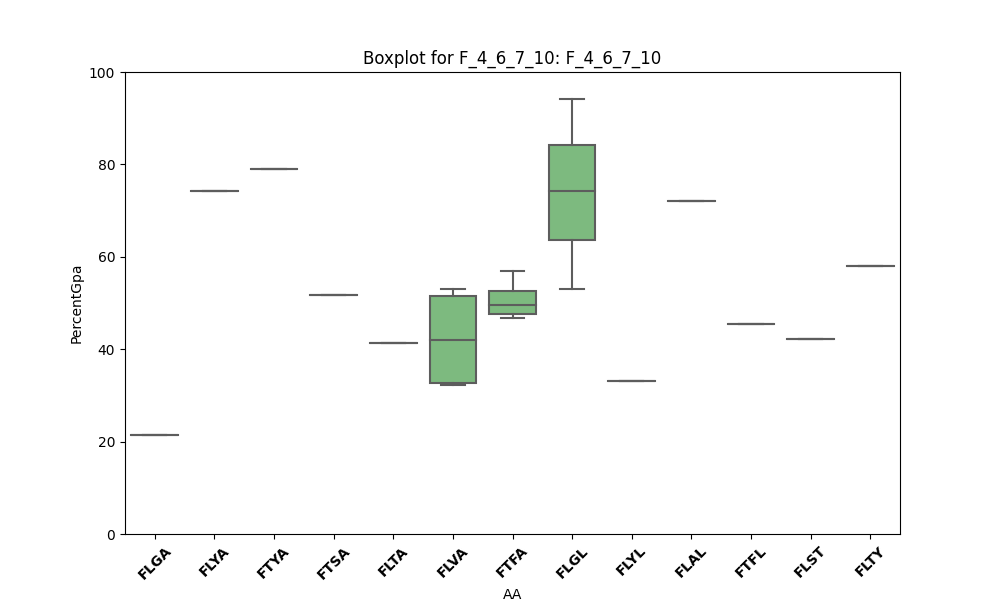 Boxplot for F_4_6_7_10: F_4_6_7_10
PercentGpa
100
80
60
40
20
0
FLGA FLYA FTYA FTSA FLTA FLVA FTFA FLGL FLYL FLAL FTFL FLST FLTY
AA